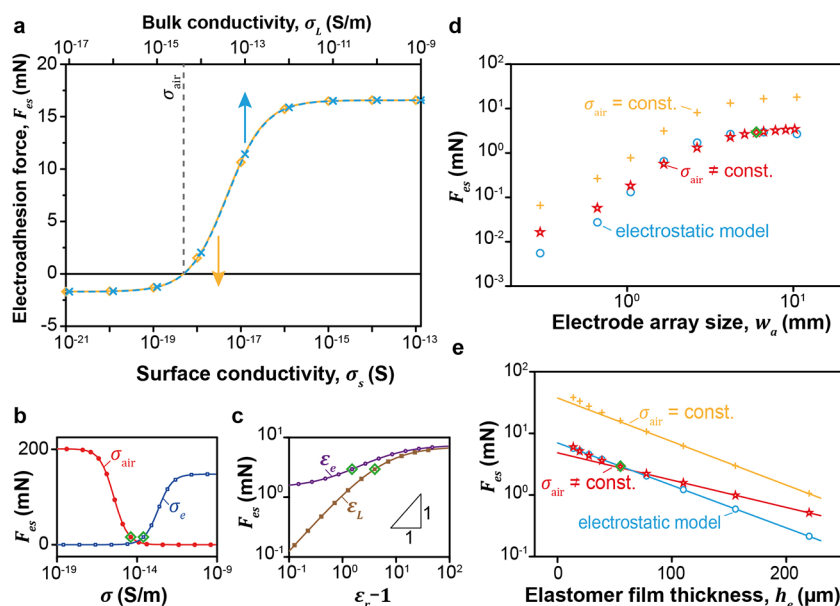 a
Bulk conductivity, σL (S/m)
10-17 10-15 10-13 10-11 10-9
Electroadhesion force, Fes (mN)
20
15
10
5
0
-5
σair
10-21 10-19 10-17 10-15 10-13
Surface conductivity, σs (S)
b
Fes (mN)
200
0
σair
σe
10-19 10-14 10-9
σ (S/m)
c
Fes (mN)
101
100
10-1
εe
εL
1
1
10-1 100 101 102
εr-1
d
Fes (mN)
102
101
100
10-1
10-2
10-3
σair = const.
σair ≠ const.
electrostatic model
100 101
Electrode array size, wa (mm)
e
Fes (mN)
102
101
100
10-1
σair = const.
σair ≠ const.
electrostatic model
0 100 200
Elastomer film thickness, he (μm)